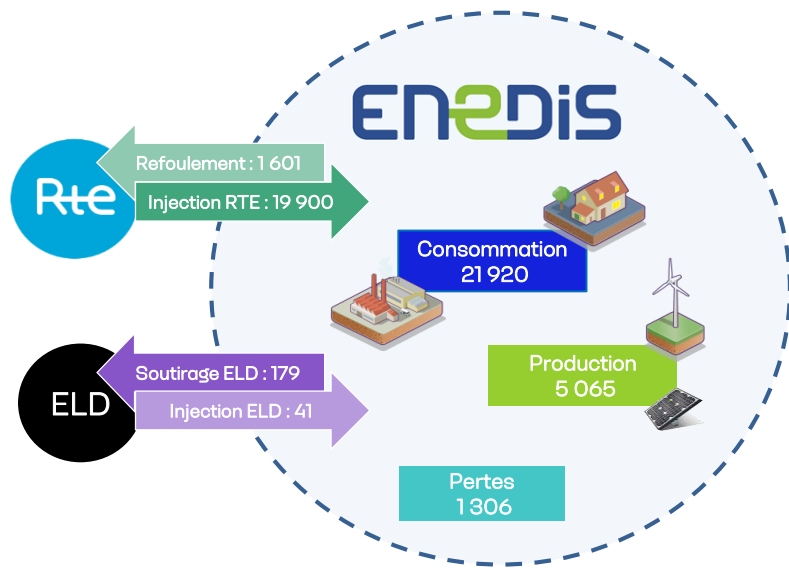 ENEDIS
Refoulement : 1 601
Rte
Injection RTE : 19 900
Consommation
21 920
Production
5 065
Soutirage ELD : 179
ELD
Injection ELD : 41
Pertes
1 306